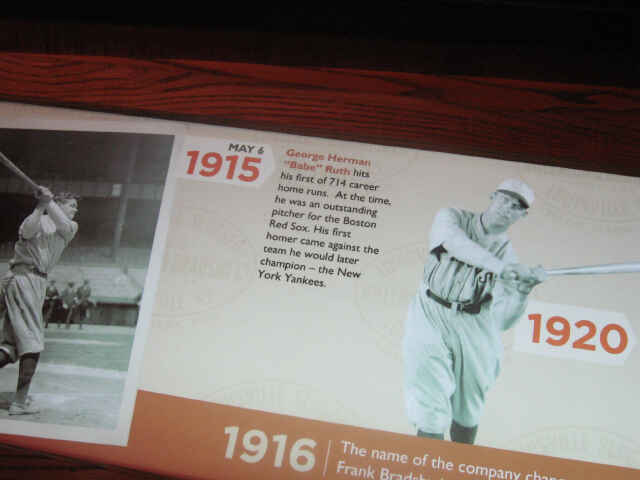 MAY 6
1915
George Herman
"Babe" Ruth hits
his first of 714 career
home runs. At the time,
he was an outstanding
pitcher for the Boston
Red Sox. His first
homer came against the
team he would later
champion – the New
York Yankees.
1920
1916
The name of the company
Frank